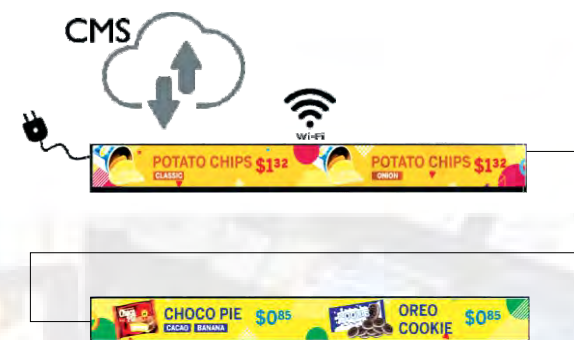 CMS
Wi-Fi
POTATO CHIPS $1³²
CLASSIC
POTATO CHIPS $1³²
ONION
CHOCO PIE $0⁸⁵
CACAO BANANA
OREO
COOKIE $0⁸⁵